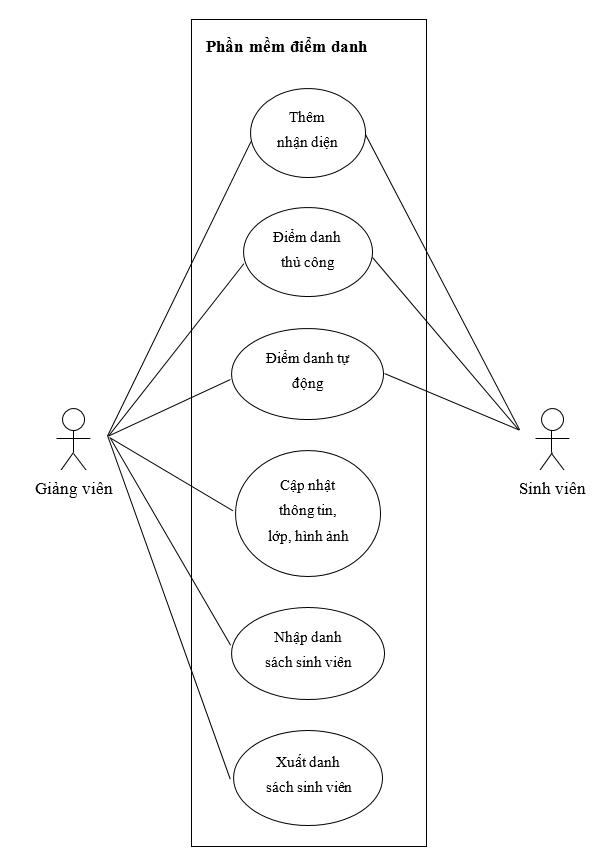 Phần mềm điểm danh
Thêm
nhận diện
Điểm danh
thủ công
Điểm danh tự
động
Giảng viên
Sinh viên
Cập nhật
thông tin,
lớp, hình ảnh
Nhập danh
sách sinh viên
Xuất danh
sách sinh viên